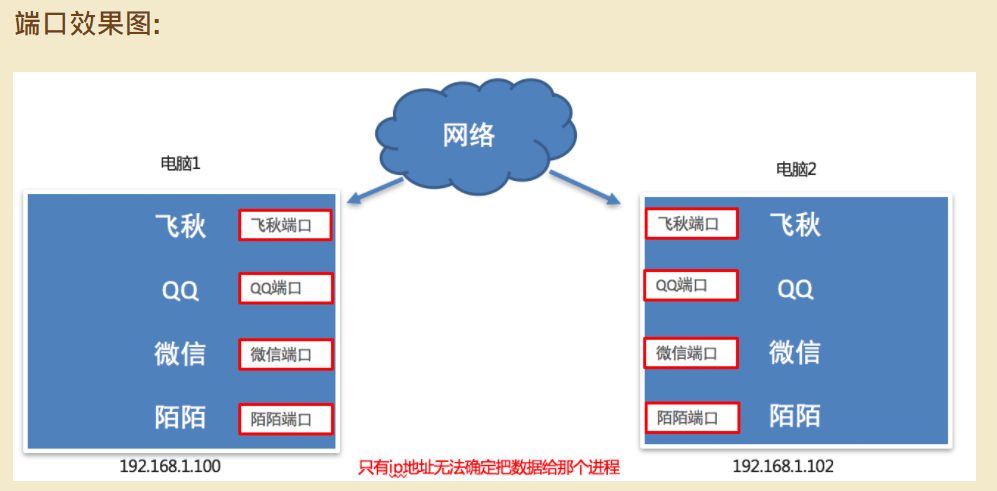 端口效果图:
网络
电脑1
飞秋 飞秋端口
QQ QQ端口
微信 微信端口
陌陌 陌陌端口
192.168.1.100
电脑2
飞秋端口 飞秋
QQ端口 QQ
微信端口 微信
陌陌端口 陌陌
192.168.1.102
只有ip地址无法确定把数据给那个进程